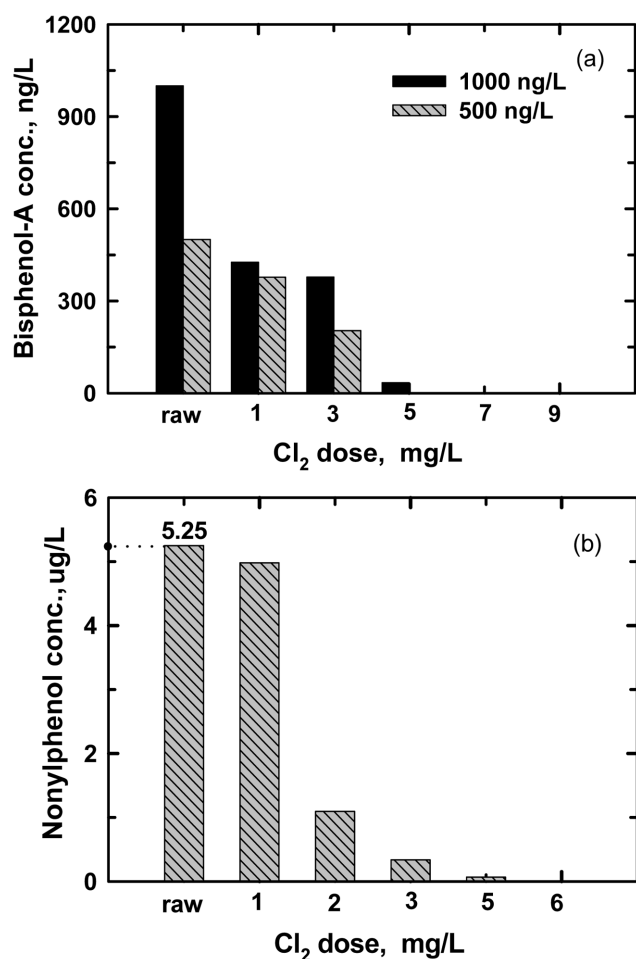 1200
(a)
1000 ng/L
500 ng/L
900
600
300
0
Bisphenol-A conc., ng/L
raw 1 3 5 7 9
Cl₂ dose, mg/L
6
5.25
(b)
4
2
0
Nonylphenol conc.,ug/L
raw 1 2 3 5 6
Cl₂ dose, mg/L